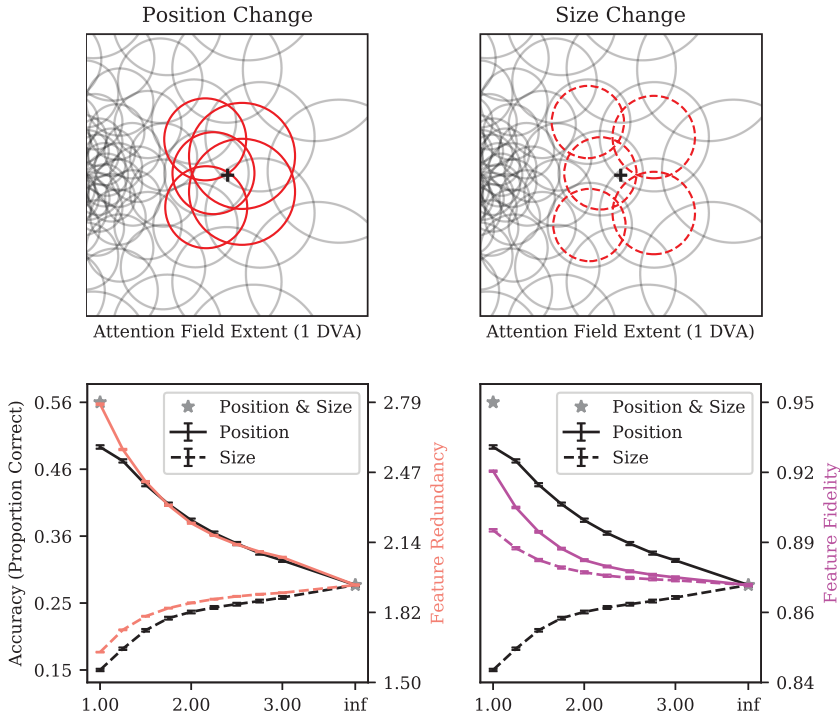 Position Change
Size Change
Attention Field Extent (1 DVA)
Attention Field Extent (1 DVA)
Accuracy (Proportion Correct)
0.56
0.46
0.36
0.25
0.15
Position & Size
Position
Size
2.79
2.47
2.14
1.82
1.50
Feature Redundancy
1.00
2.00
3.00
inf
Position & Size
Position
Size
0.95
0.92
0.89
0.86
0.84
Feature Fidelity
1.00
2.00
3.00
inf